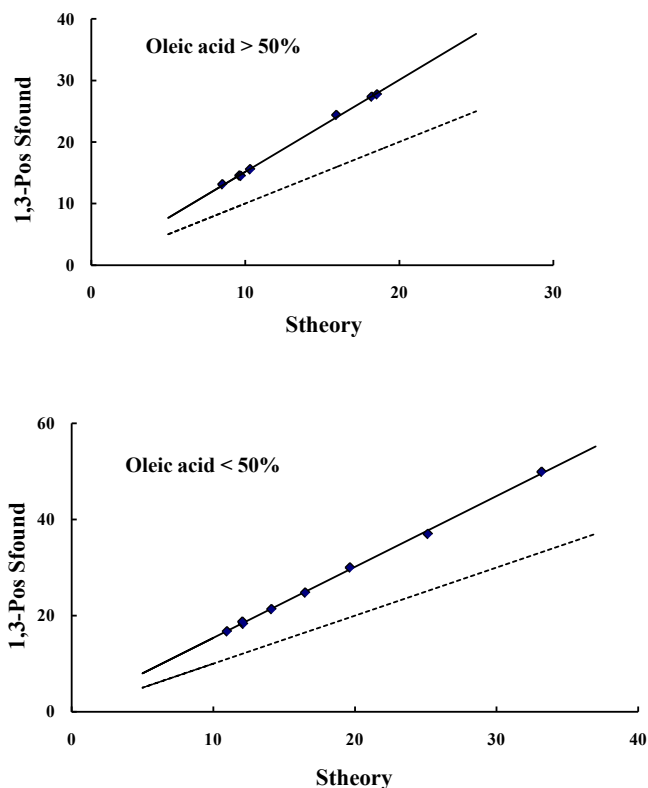 40
Oleic acid > 50%
30
20
10
0
0 10 20 30
1,3-Pos Sfound
Stheory
60
Oleic acid < 50%
40
20
0
0 10 20 30 40
1,3-Pos Sfound
Stheory